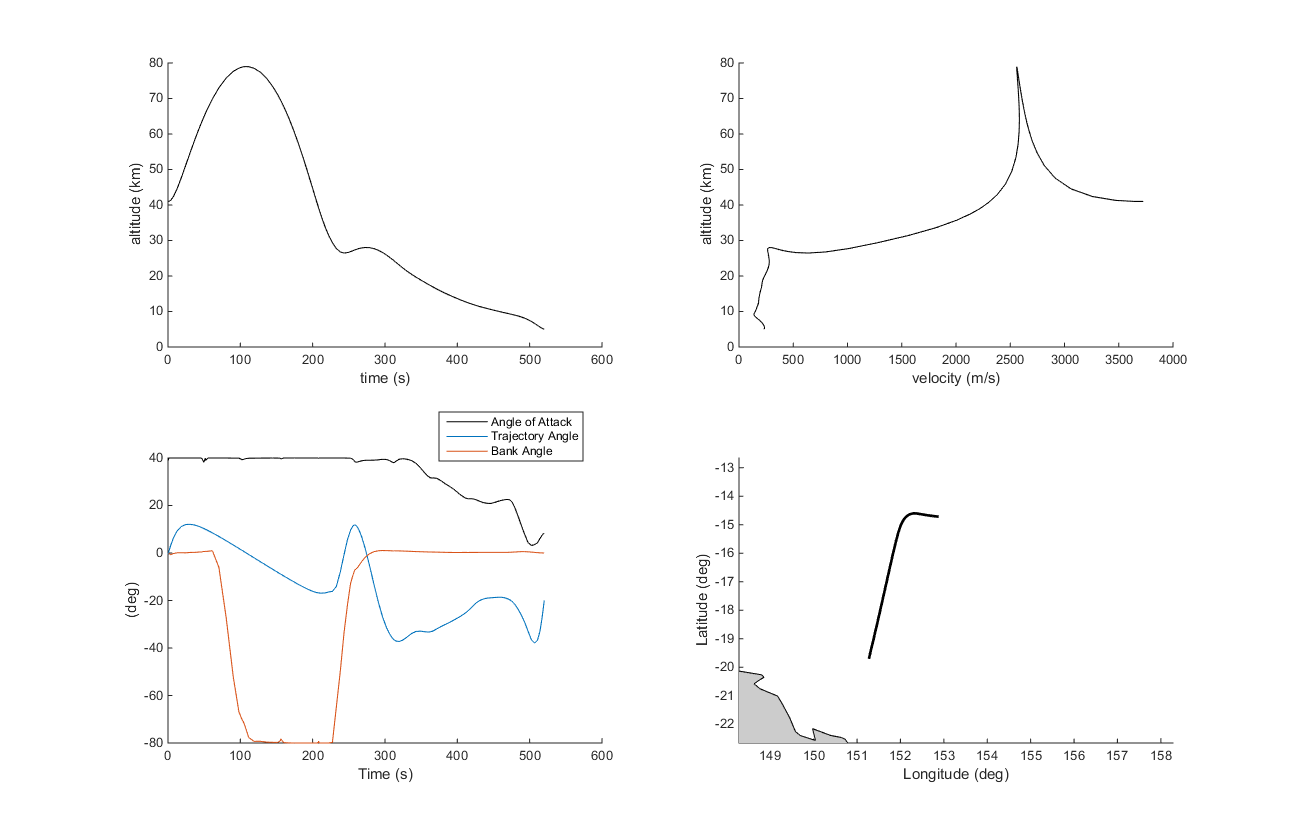 80
70
60
50
40
30
20
10
0
altitude (km)
0 100 200 300 400 500 600
time (s)
80
70
60
50
40
30
20
10
0
altitude (km)
0 500 1000 1500 2000 2500 3000 3500 4000
velocity (m/s)
Angle of Attack
Trajectory Angle
Bank Angle
40
20
0
-20
-40
-60
-80
(deg)
0 100 200 300 400 500 600
Time (s)
-13
-14
-15
-16
-17
-18
-19
-20
-21
-22
Latitude (deg)
149 150 151 152 153 154 155 156 157 158
Longitude (deg)